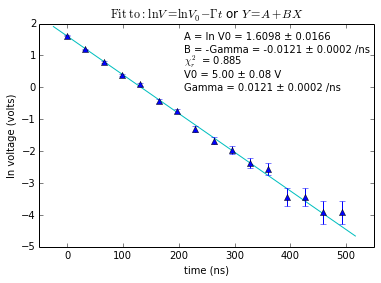 Fit to: lnV = lnV₀ − Γt or Y = A + BX
A = ln V0 = 1.6098 ± 0.0166
B = -Gamma = -0.0121 ± 0.0002 /ns
χᵣ² = 0.885
V0 = 5.00 ± 0.08 V
Gamma = 0.0121 ± 0.0002 /ns
ln voltage (volts)
2
1
0
−1
−2
−3
−4
−5
0 100 200 300 400 500
time (ns)